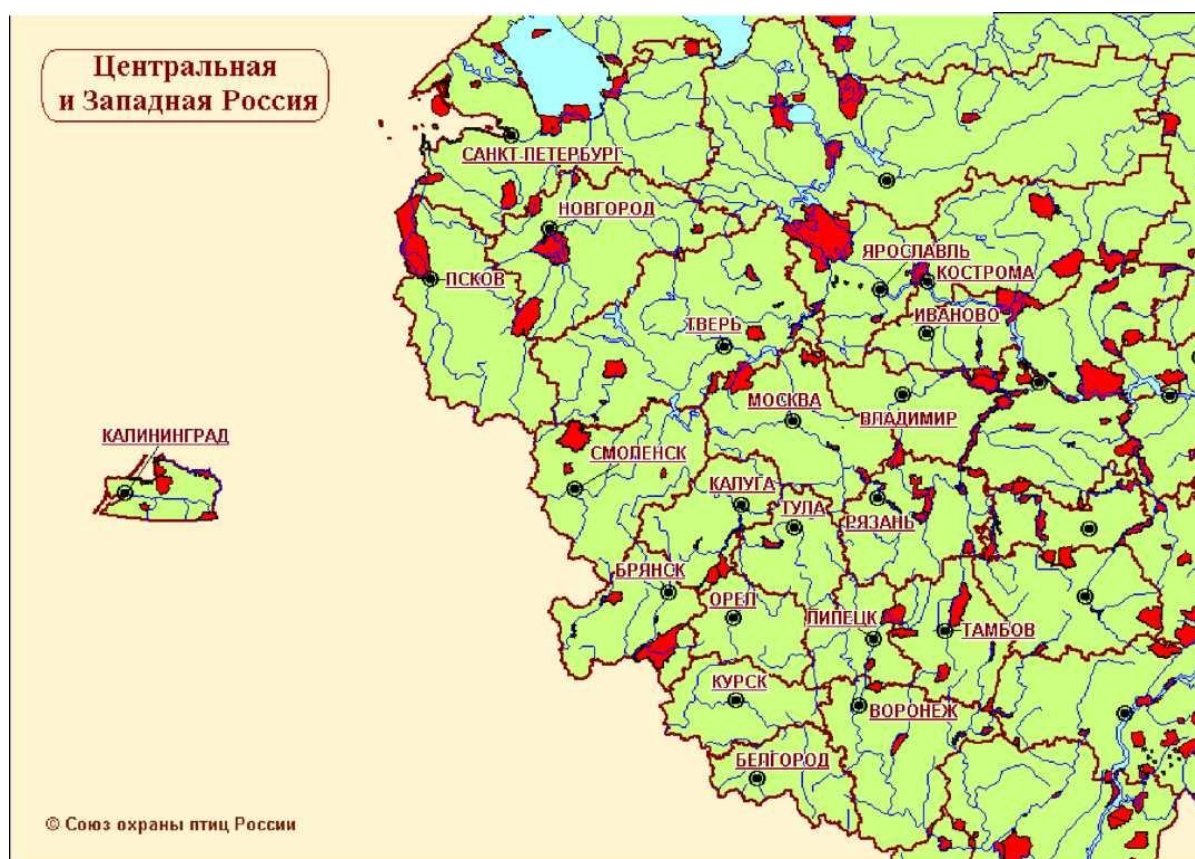 Центральная
и Западная Россия
САНКТ-ПЕТЕРБУРГ
НОВГОРОД
ПСКОВ
ЯРОСЛАВЛЬ
КОСТРОМА
ИВАНОВО
ТВЕРЬ
МОСКВА
ВЛАДИМИР
КАЛИНИНГРАД
СМОЛЕНСК
КАЛУГА
ТУЛА
РЯЗАНЬ
БРЯНСК
ОРЕЛ
ЛИПЕЦК
ТАМБОВ
КУРСК
ВОРОНЕЖ
БЕЛГОРОД
© Союз охраны птиц России